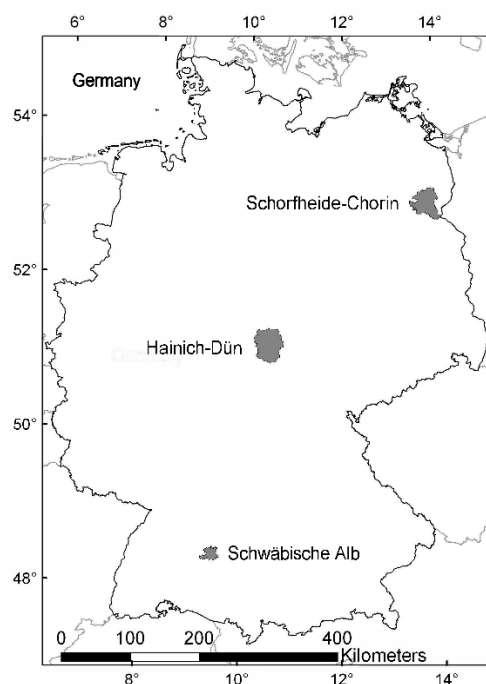 6° 8° 10° 12° 14°
Germany
54°
Schorfheide-Chorin
52°
Hainich-Dün
50°
Schwäbische Alb
48°
0 100 200 400
Kilometers
8° 10° 12° 14°